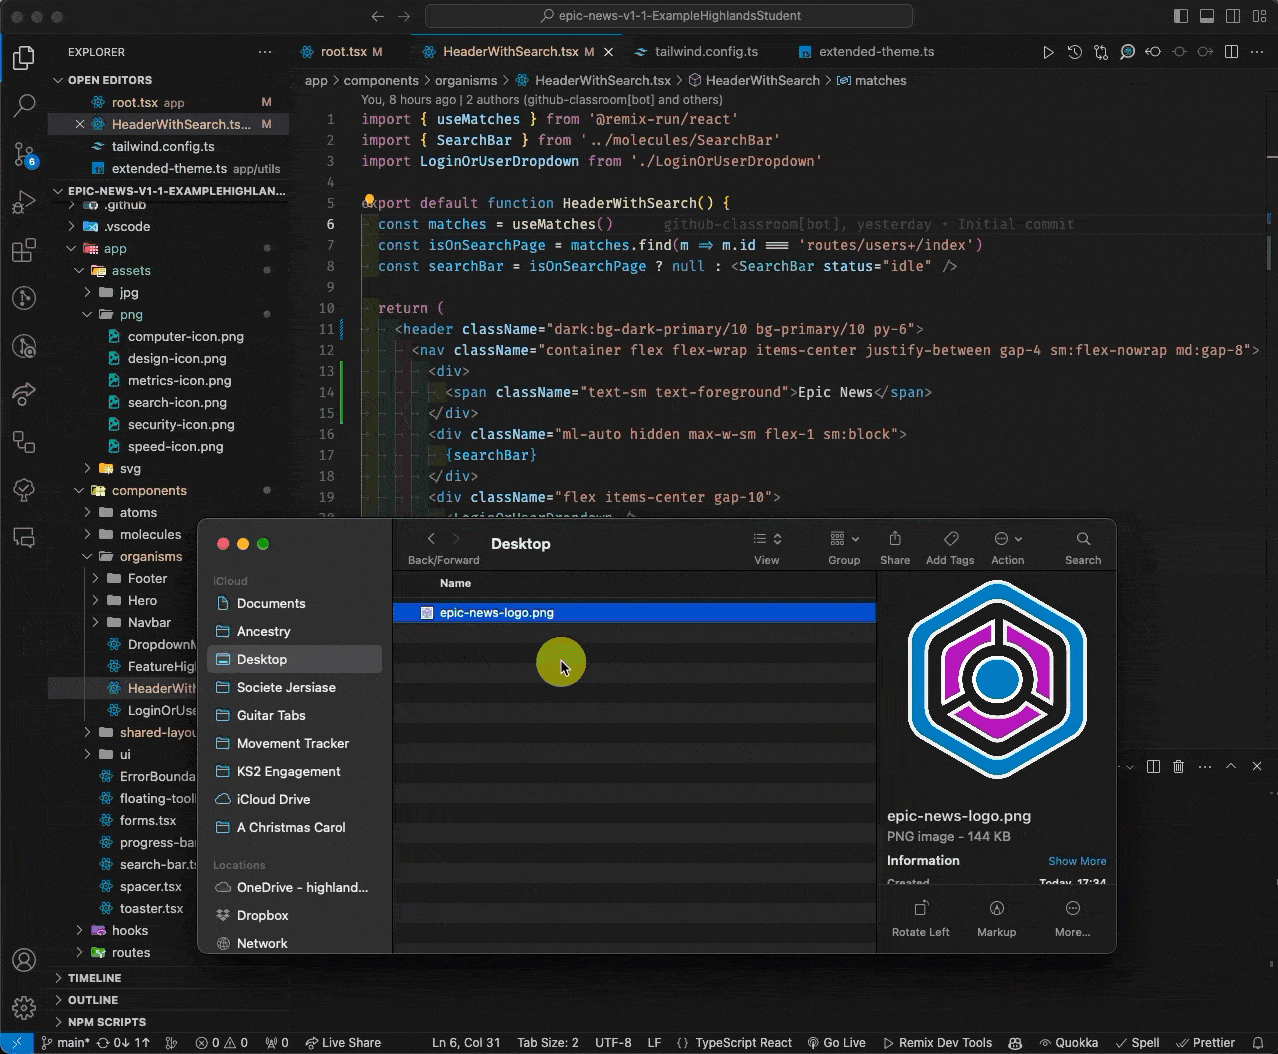 epic-news-v1-1-ExampleHighlandsStudent
EXPLORER
root.tsx M
HeaderWithSearch.tsx M
tailwind.config.ts
extended-theme.ts
OPEN EDITORS
app > components > organisms > HeaderWithSearch.tsx > HeaderWithSearch > matches
root.tsx app M
HeaderWithSearch.ts... M
tailwind.config.ts
extended-theme.ts app/utils
EPIC-NEWS-V1-1-EXAMPLEHIGHLAN...
.github
.vscode
app
assets
jpg
png
computer-icon.png
design-icon.png
metrics-icon.png
search-icon.png
security-icon.png
speed-icon.png
svg
components
atoms
molecules
organisms
Footer
Hero
Navbar
DropdownM
FeatureHig
HeaderWith
LoginOrUse
shared-layou
ui
ErrorBounda
floating-tool
forms.tsx
progress-bar
search-bar.ts
spacer.tsx
toaster.tsx
hooks
routes
TIMELINE
OUTLINE
NPM SCRIPTS
6
You, 8 hours ago | 2 authors (github-classroom[bot] and others)
1 import { useMatches } from '@remix-run/react'
2 import { SearchBar } from '../molecules/SearchBar'
3 import LoginOrUserDropdown from './LoginOrUserDropdown'
4
5 export default function HeaderWithSearch() {
6 const matches = useMatches() github-classroom[bot], yesterday • Initial commit
7 const isOnSearchPage = matches.find(m => m.id === 'routes/users+/index')
8 const searchBar = isOnSearchPage ? null : <SearchBar status="idle" />
9
10 return (
11 <header className="dark:bg-dark-primary/10 bg-primary/10 py-6">
12 <nav className="container flex flex-wrap items-center justify-between gap-4 sm:flex-nowrap md:gap-8">
13 <div>
14 <span className="text-sm text-foreground">Epic News</span>
15 </div>
16 <div className="ml-auto hidden max-w-sm flex-1 sm:block">
17 {searchBar}
18 </div>
19 <div className="flex items-center gap-10">
20 <LoginOrUserDropdown />
Back/Forward
Desktop
View
Group
Share
Add Tags
Action
Search
iCloud
Documents
Ancestry
Desktop
Societe Jersiase
Guitar Tabs
Movement Tracker
KS2 Engagement
iCloud Drive
A Christmas Carol
Locations
OneDrive - highland...
Dropbox
Network
Name
epic-news-logo.png
epic-news-logo.png
PNG image - 144 KB
Information Show More
Created Today, 17:34
Rotate Left
Markup
More...
main* 0↓ 1↑ 0 0 0 Live Share Ln 6, Col 31 Tab Size: 2 UTF-8 LF {} TypeScript React Go Live Remix Dev Tools Quokka Spell Prettier